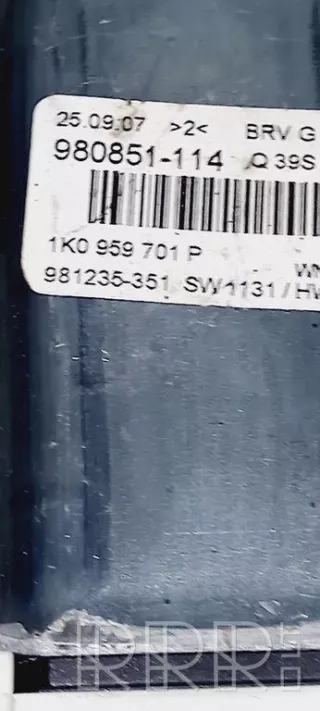 25.09.07 >2< BRV G
980851-114 Q 39S
1K0 959 701 P
981235-351 SW1131 / HW
RRR